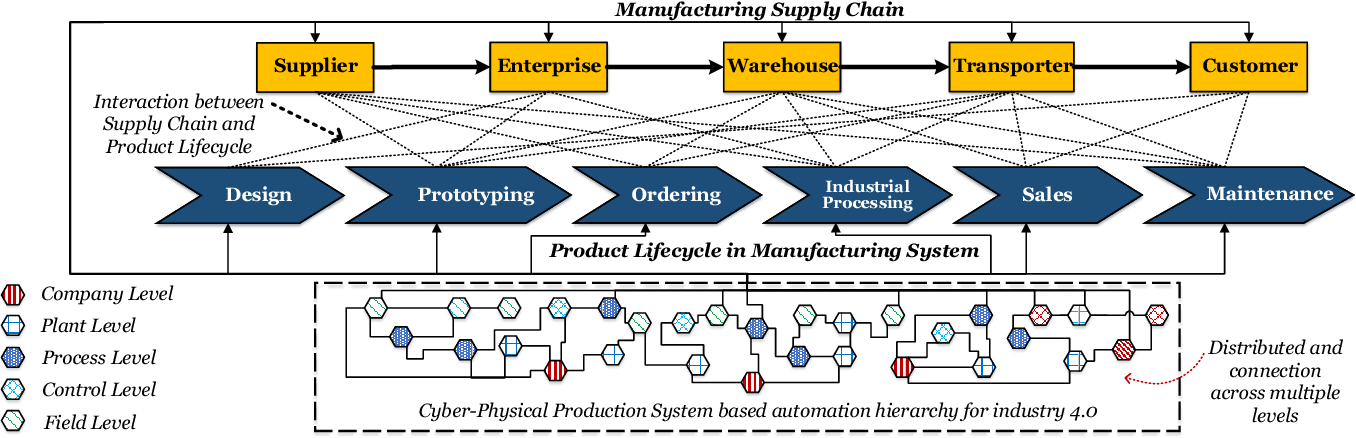 Manufacturing Supply Chain
Supplier
Enterprise
Warehouse
Transporter
Customer
Interaction between
Supply Chain and
Product Lifecycle
Design
Prototyping
Ordering
Industrial
Processing
Sales
Maintenance
Product Lifecycle in Manufacturing System
Company Level
Plant Level
Process Level
Control Level
Field Level
Distributed and
connection
across multiple
levels
Cyber-Physical Production System based automation hierarchy for industry 4.0